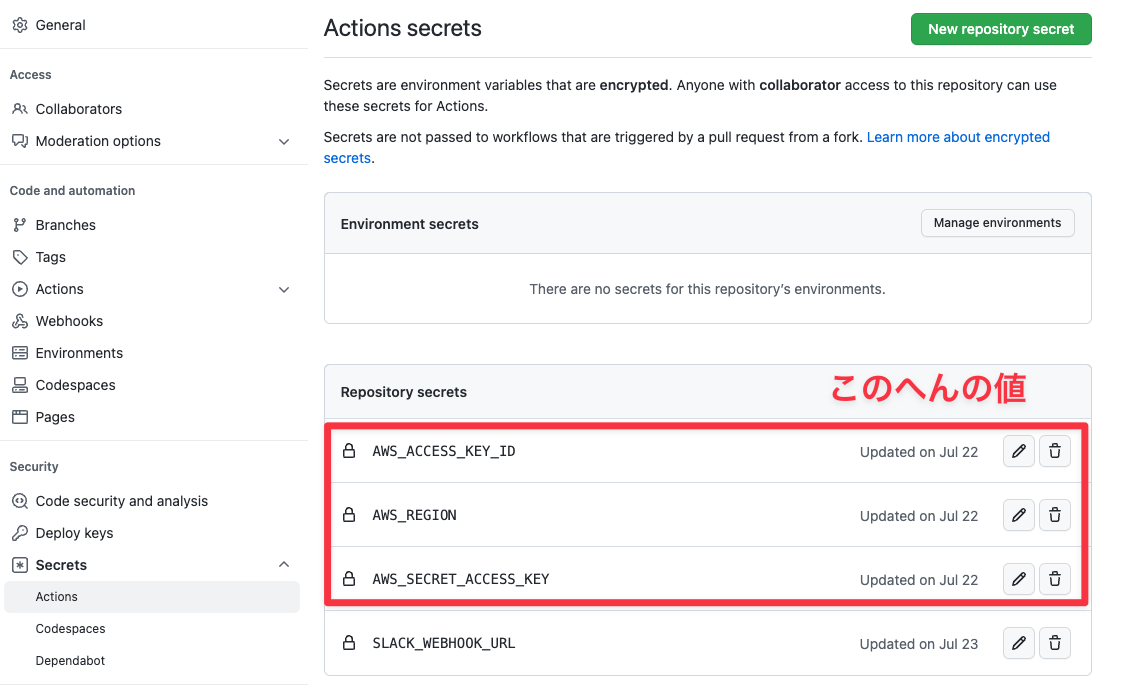 General
Access
Collaborators
Moderation options
Code and automation
Branches
Tags
Actions
Webhooks
Environments
Codespaces
Pages
Security
Code security and analysis
Deploy keys
Secrets
Actions
Codespaces
Dependabot
Actions secrets
New repository secret
Secrets are environment variables that are encrypted. Anyone with collaborator access to this repository can use
these secrets for Actions.
Secrets are not passed to workflows that are triggered by a pull request from a fork. Learn more about encrypted
secrets.
Environment secrets
Manage environments
There are no secrets for this repository’s environments.
Repository secrets
このへんの値
AWS_ACCESS_KEY_ID Updated on Jul 22
AWS_REGION Updated on Jul 22
AWS_SECRET_ACCESS_KEY Updated on Jul 22
SLACK_WEBHOOK_URL Updated on Jul 23